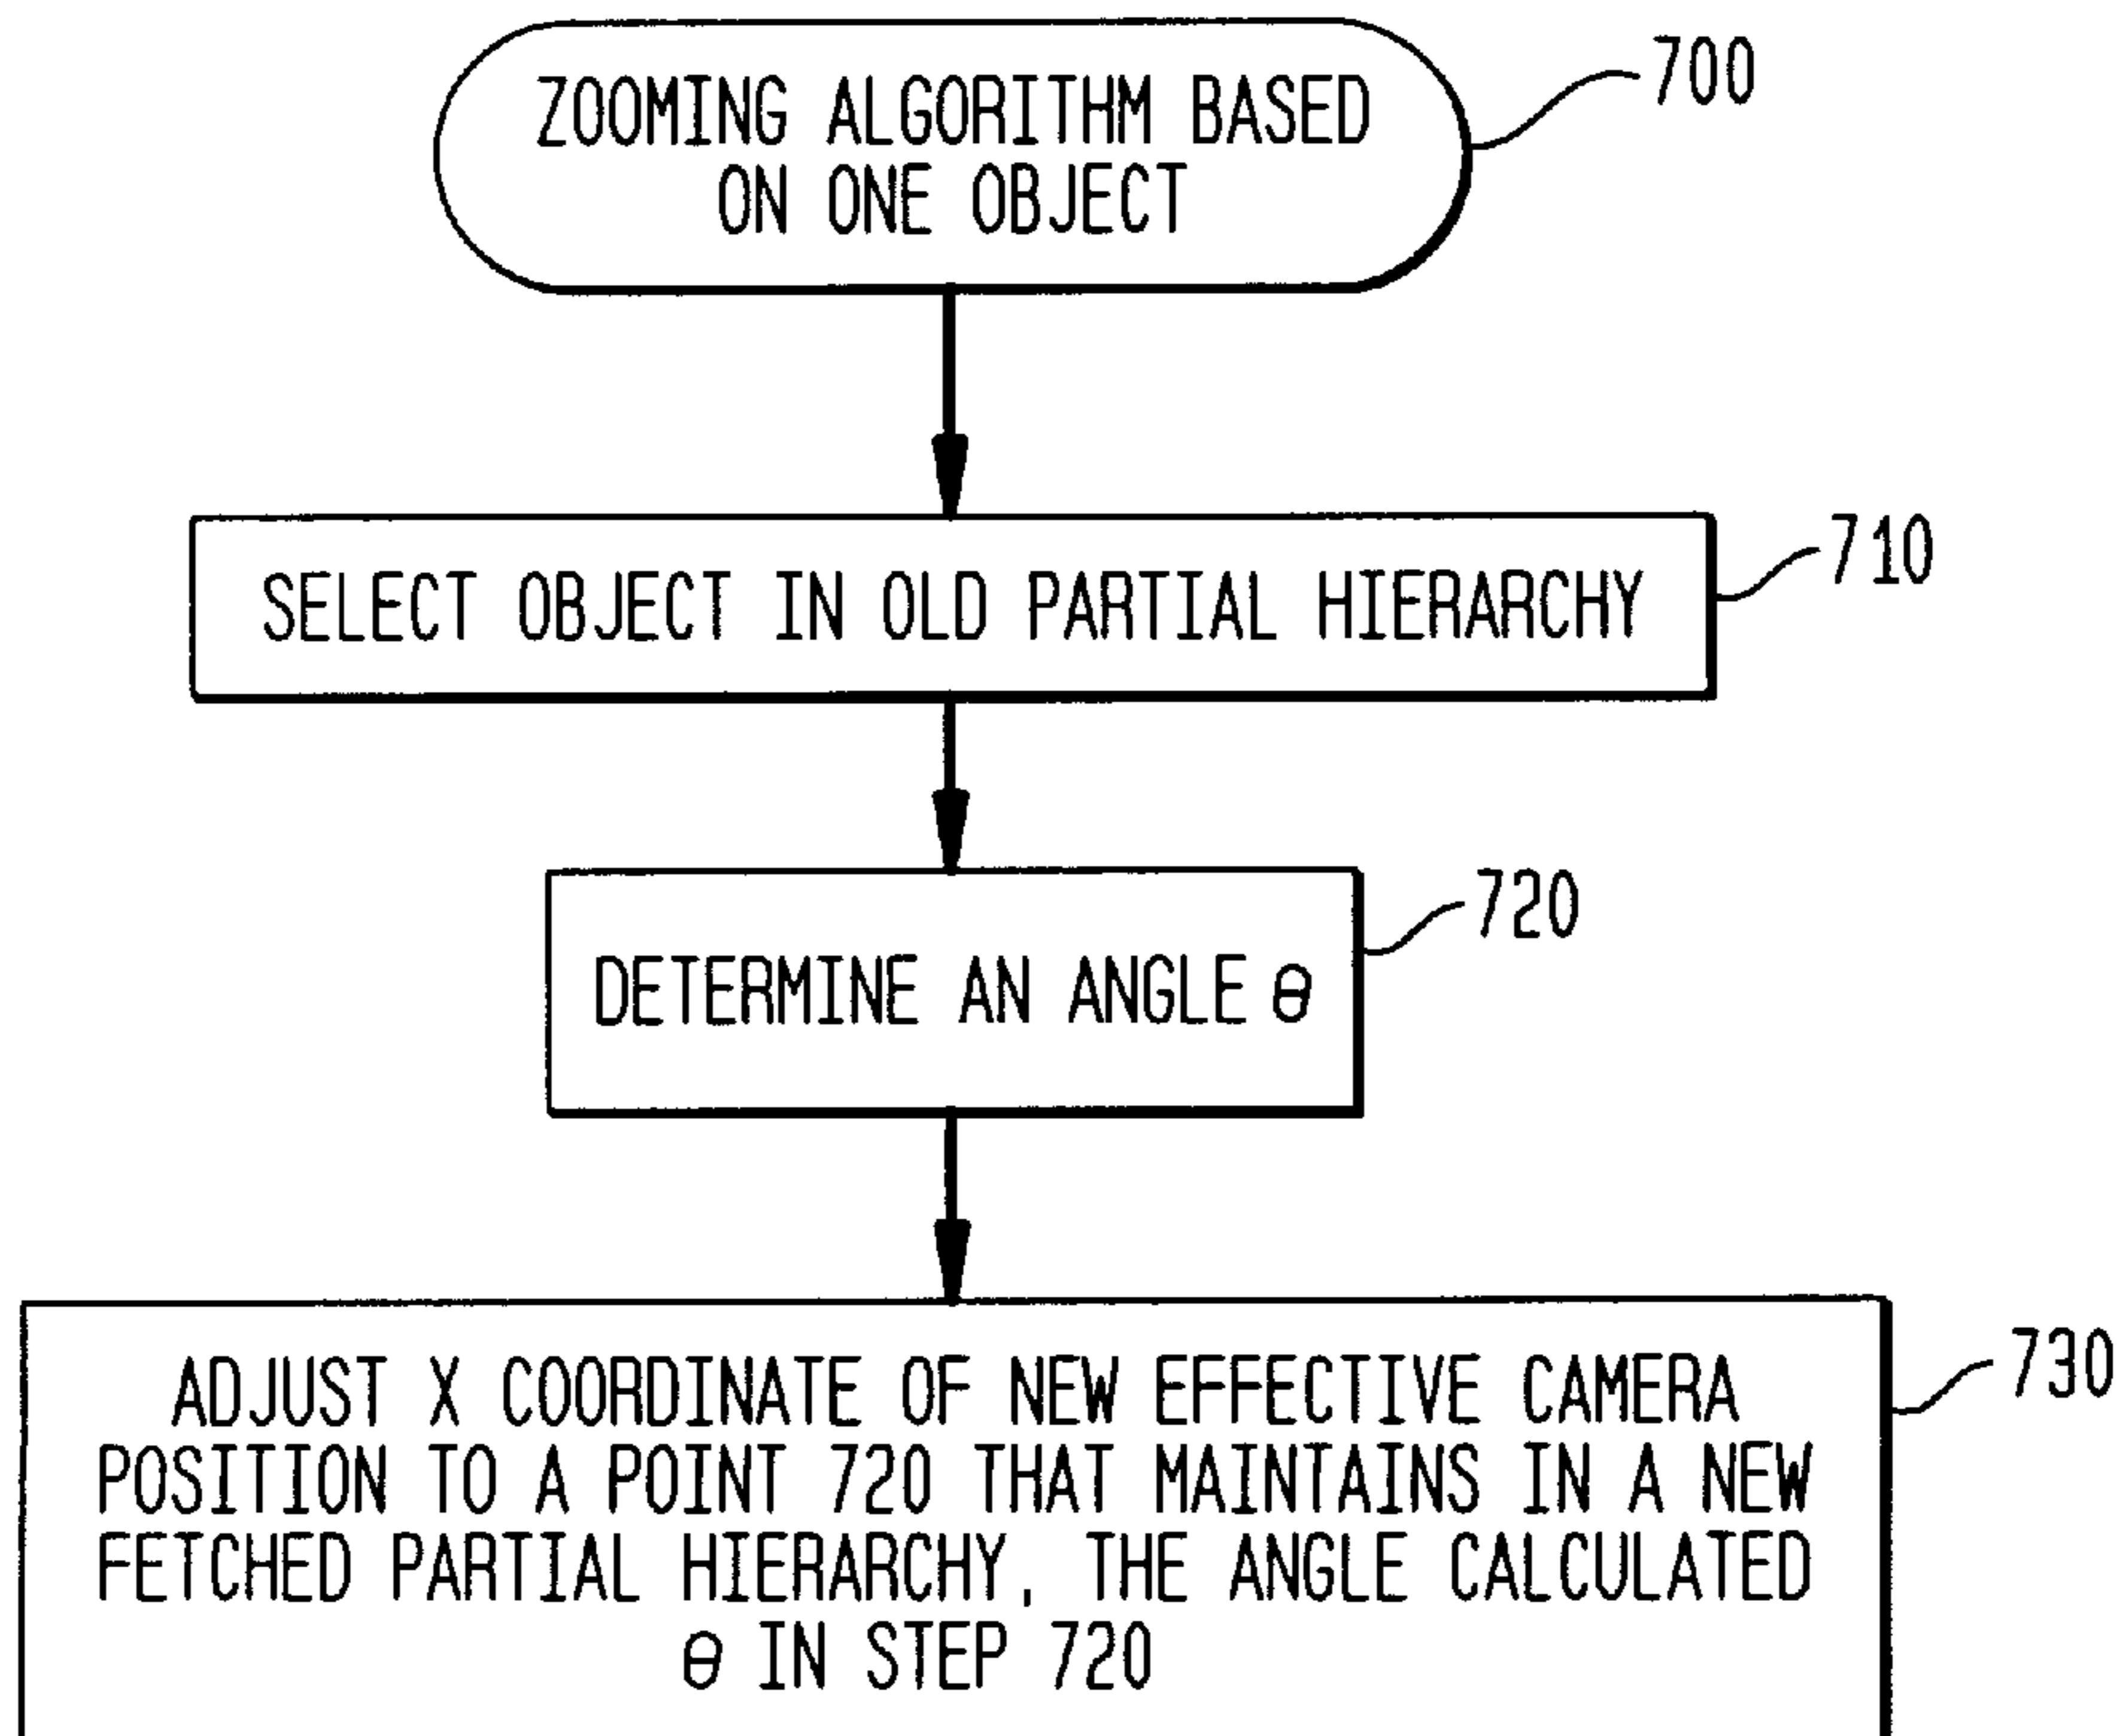 ZOOMING ALGORITHM BASED
ON ONE OBJECT
700
SELECT OBJECT IN OLD PARTIAL HIERARCHY
710
DETERMINE AN ANGLE θ
720
ADJUST X COORDINATE OF NEW EFFECTIVE CAMERA
POSITION TO A POINT 720 THAT MAINTAINS IN A NEW
FETCHED PARTIAL HIERARCHY, THE ANGLE CALCULATED
θ IN STEP 720
730